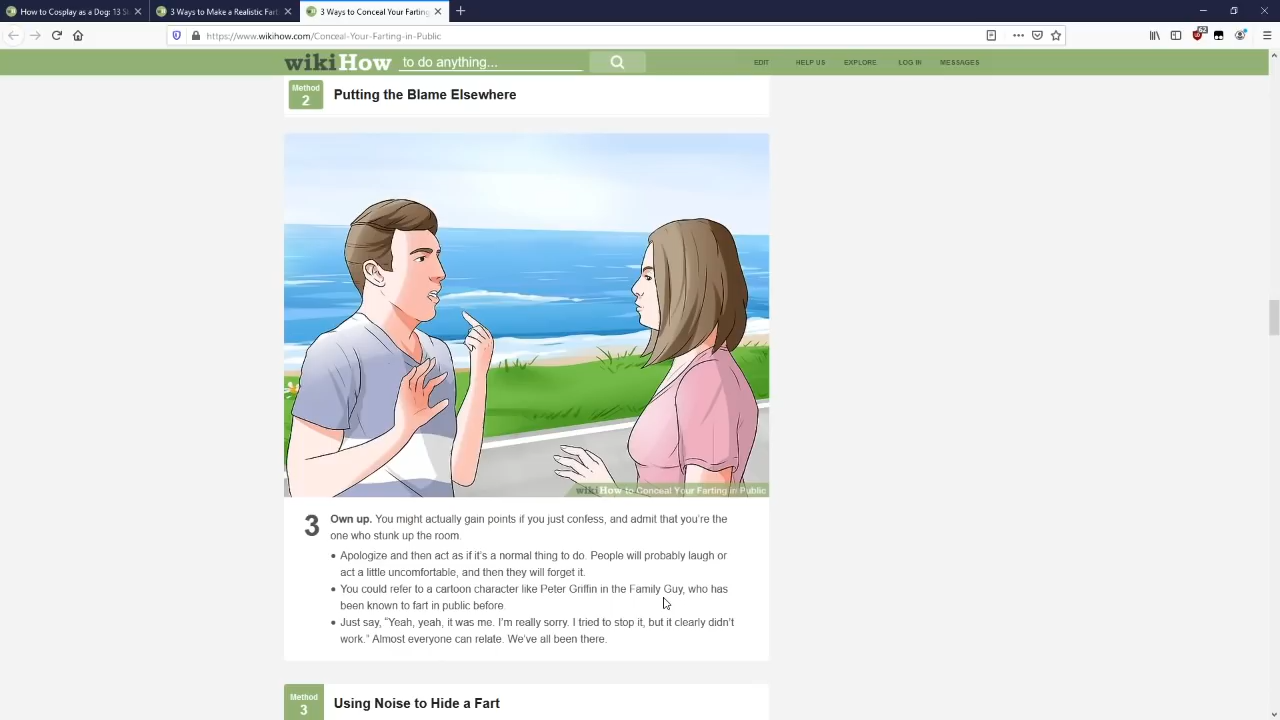 How to Cosplay as a Dog: 13 St
3 Ways to Make a Realistic Fart
3 Ways to Conceal Your Farting
https://www.wikihow.com/Conceal-Your-Farting-in-Public
wikiHow to do anything...
EDIT HELP US EXPLORE LOG IN MESSAGES
Method
2
Putting the Blame Elsewhere
wikiHow to Conceal Your Farting in Public
3
Own up. You might actually gain points if you just confess, and admit that you're the
one who stunk up the room.
Apologize and then act as if it's a normal thing to do. People will probably laugh or
act a little uncomfortable, and then they will forget it.
You could refer to a cartoon character like Peter Griffin in the Family Guy, who has
been known to fart in public before.
Just say, “Yeah, yeah, it was me. I'm really sorry. I tried to stop it, but it clearly didn't
work.” Almost everyone can relate. We've all been there.
Method
3
Using Noise to Hide a Fart